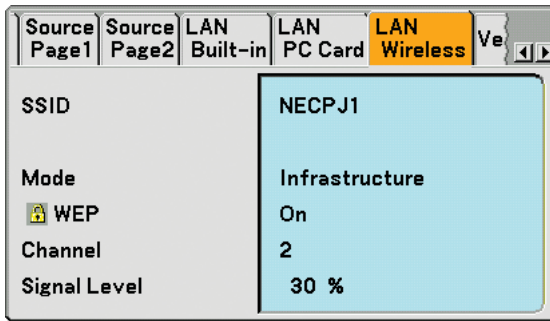 Source Page1 Source Page2 LAN Built-in LAN PC Card LAN Wireless Ve
SSID NECPJ1
Mode Infrastructure
WEP On
Channel 2
Signal Level 30 %